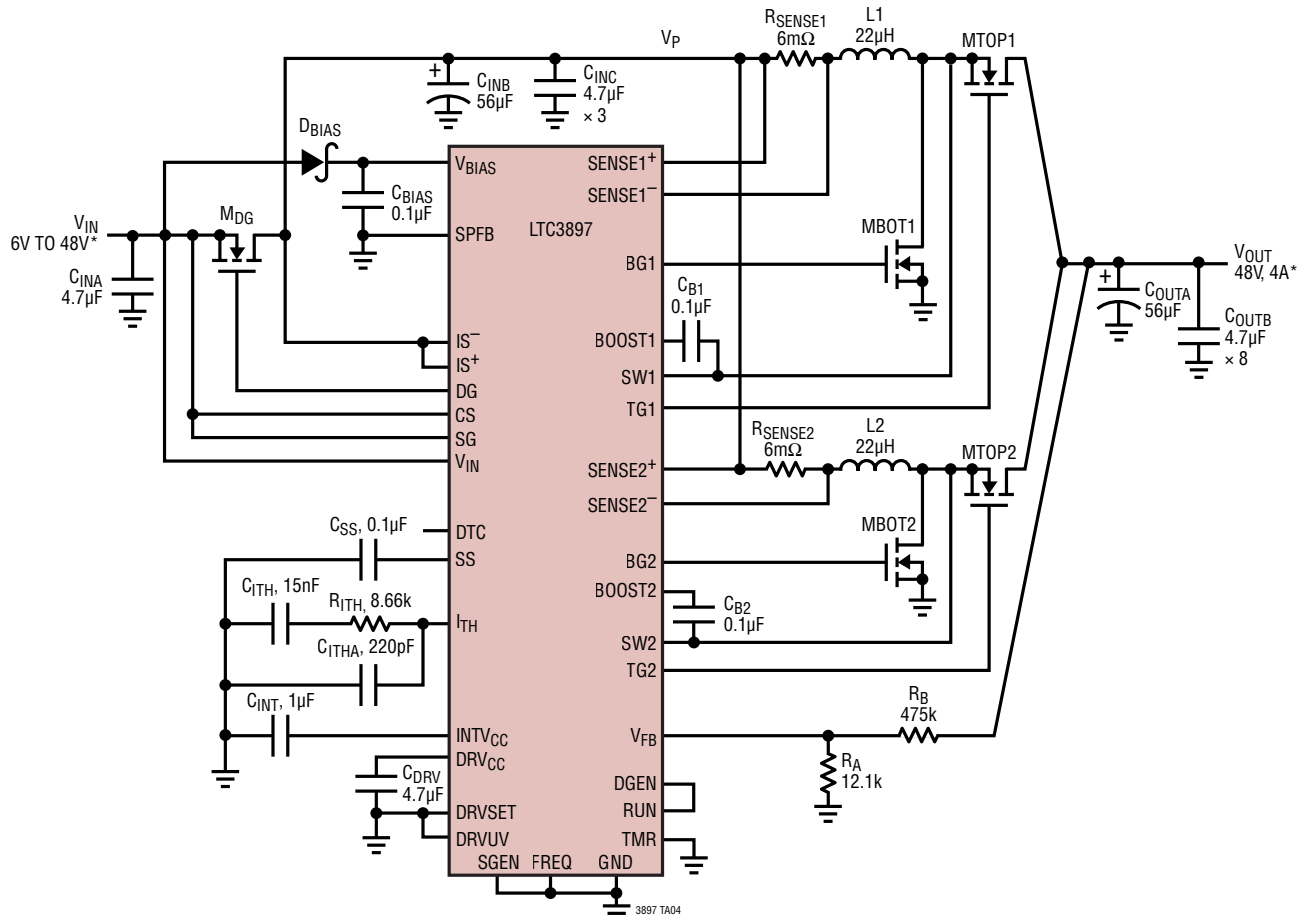 V_P
R_SENSE1
6mΩ
L1
22µH
MTOP1
+
C_INB
56µF
C_INC
4.7µF
× 3
D_BIAS
V_BIAS
C_BIAS
0.1µF
SPFB
LTC3897
SENSE1+
SENSE1–
V_IN
6V TO 48V*
M_DG
C_INA
4.7µF
MBOT1
BG1
C_B1
0.1µF
BOOST1
SW1
TG1
V_OUT
48V, 4A*
+
C_OUTA
56µF
C_OUTB
4.7µF
× 8
IS–
IS+
DG
CS
SG
V_IN
R_SENSE2
6mΩ
L2
22µH
MTOP2
SENSE2+
SENSE2–
MBOT2
BG2
BOOST2
C_B2
0.1µF
SW2
TG2
C_SS, 0.1µF
DTC
SS
C_ITH, 15nF
R_ITH, 8.66k
I_TH
C_ITHA, 220pF
C_INT, 1µF
INTV_CC
DRV_CC
C_DRV
4.7µF
DRVSET
DRVUV
V_FB
R_B
475k
R_A
12.1k
DGEN
RUN
TMR
SGEN FREQ GND
3897 TA04